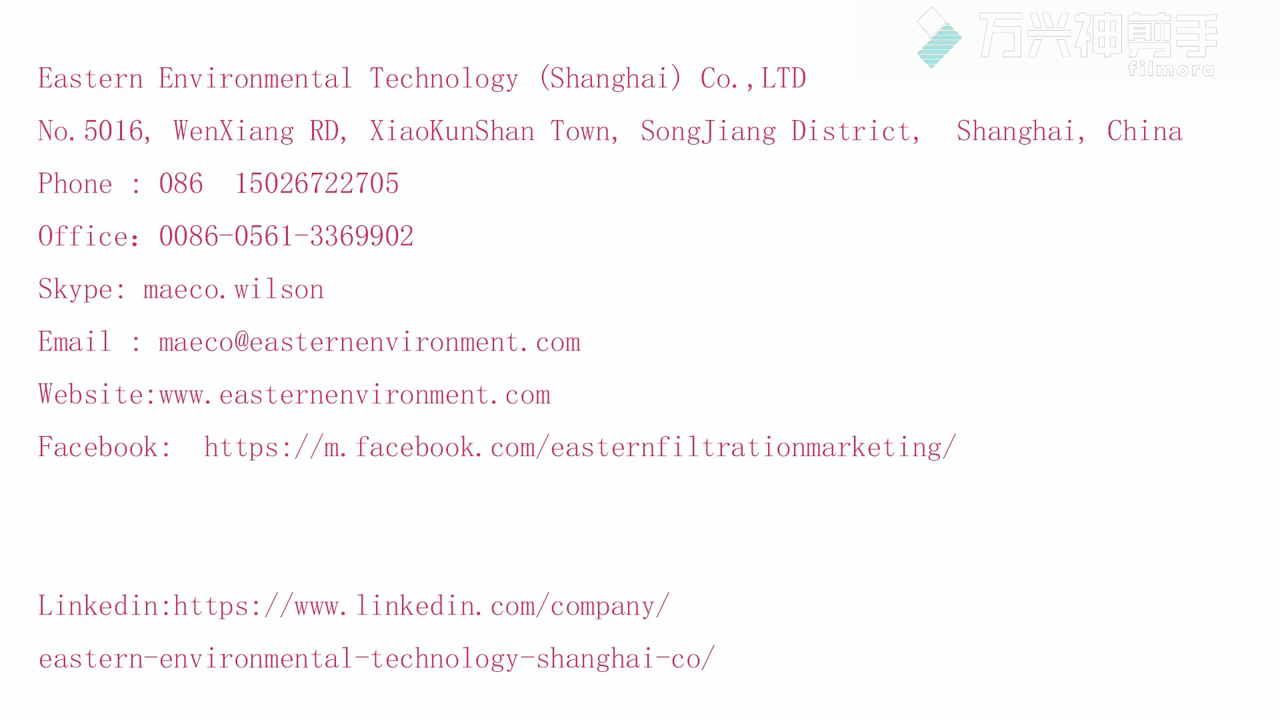 万兴神剪手
filmora
Eastern Environmental Technology (Shanghai) Co.,LTD
No.5016, WenXiang RD, XiaoKunShan Town, SongJiang District,  Shanghai, China
Phone : 086  15026722705
Office：0086-0561-3369902
Skype: maeco.wilson
Email : maeco@easternenvironment.com
Website:www.easternenvironment.com
Facebook:  https://m.facebook.com/easternfiltrationmarketing/
Linkedin:https://www.linkedin.com/company/
eastern-environmental-technology-shanghai-co/